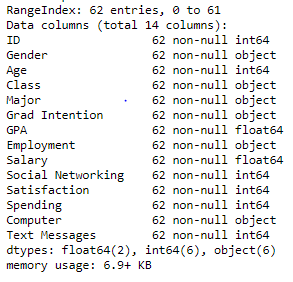 RangeIndex: 62 entries, 0 to 61
Data columns (total 14 columns):
ID                   62 non-null int64
Gender               62 non-null object
Age                  62 non-null int64
Class                62 non-null object
Major                62 non-null object
Grad Intention       62 non-null object
GPA                  62 non-null float64
Employment           62 non-null object
Salary               62 non-null float64
Social Networking    62 non-null int64
Satisfaction         62 non-null int64
Spending             62 non-null int64
Computer             62 non-null object
Text Messages        62 non-null int64
dtypes: float64(2), int64(6), object(6)
memory usage: 6.9+ KB